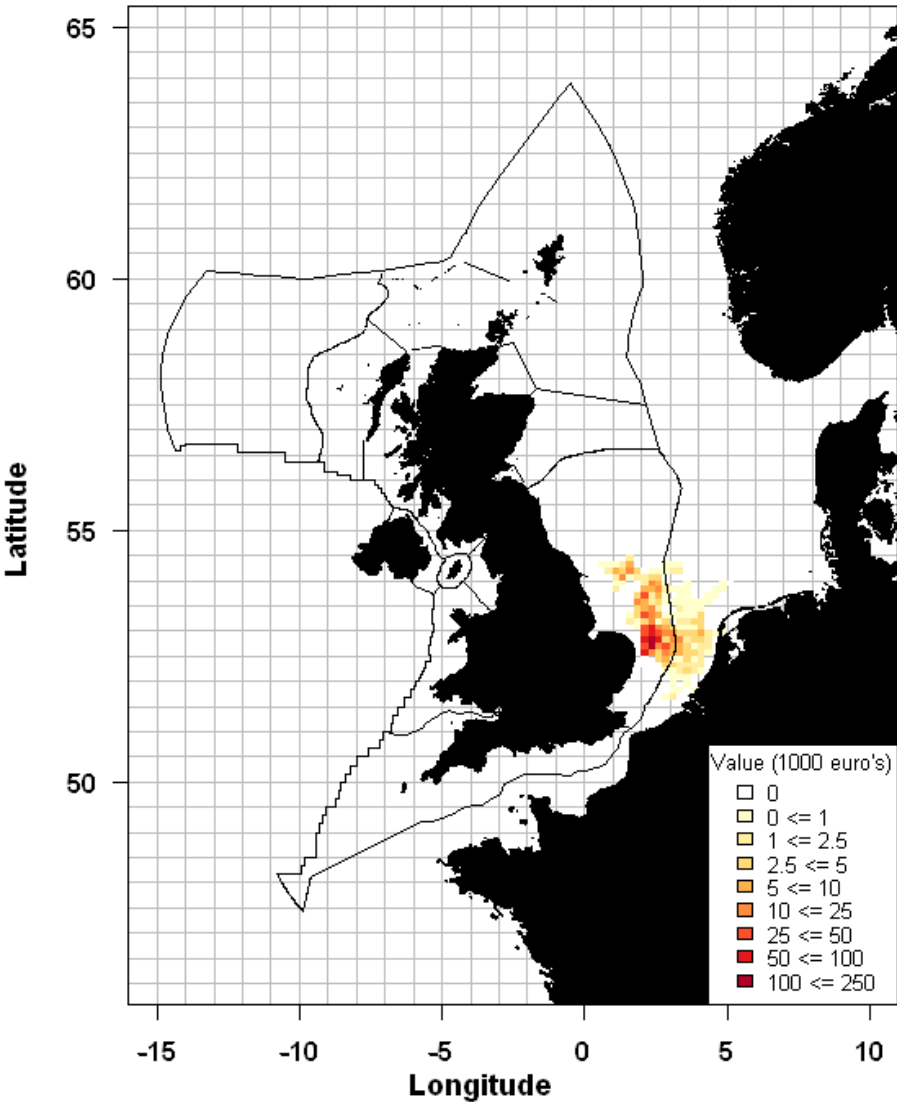 65
60
55
50
Latitude
Value (1000 euro's)
0
0 <= 1
1 <= 2.5
2.5 <= 5
5 <= 10
10 <= 25
25 <= 50
50 <= 100
100 <= 250
-15 -10 -5 0 5 10
Longitude